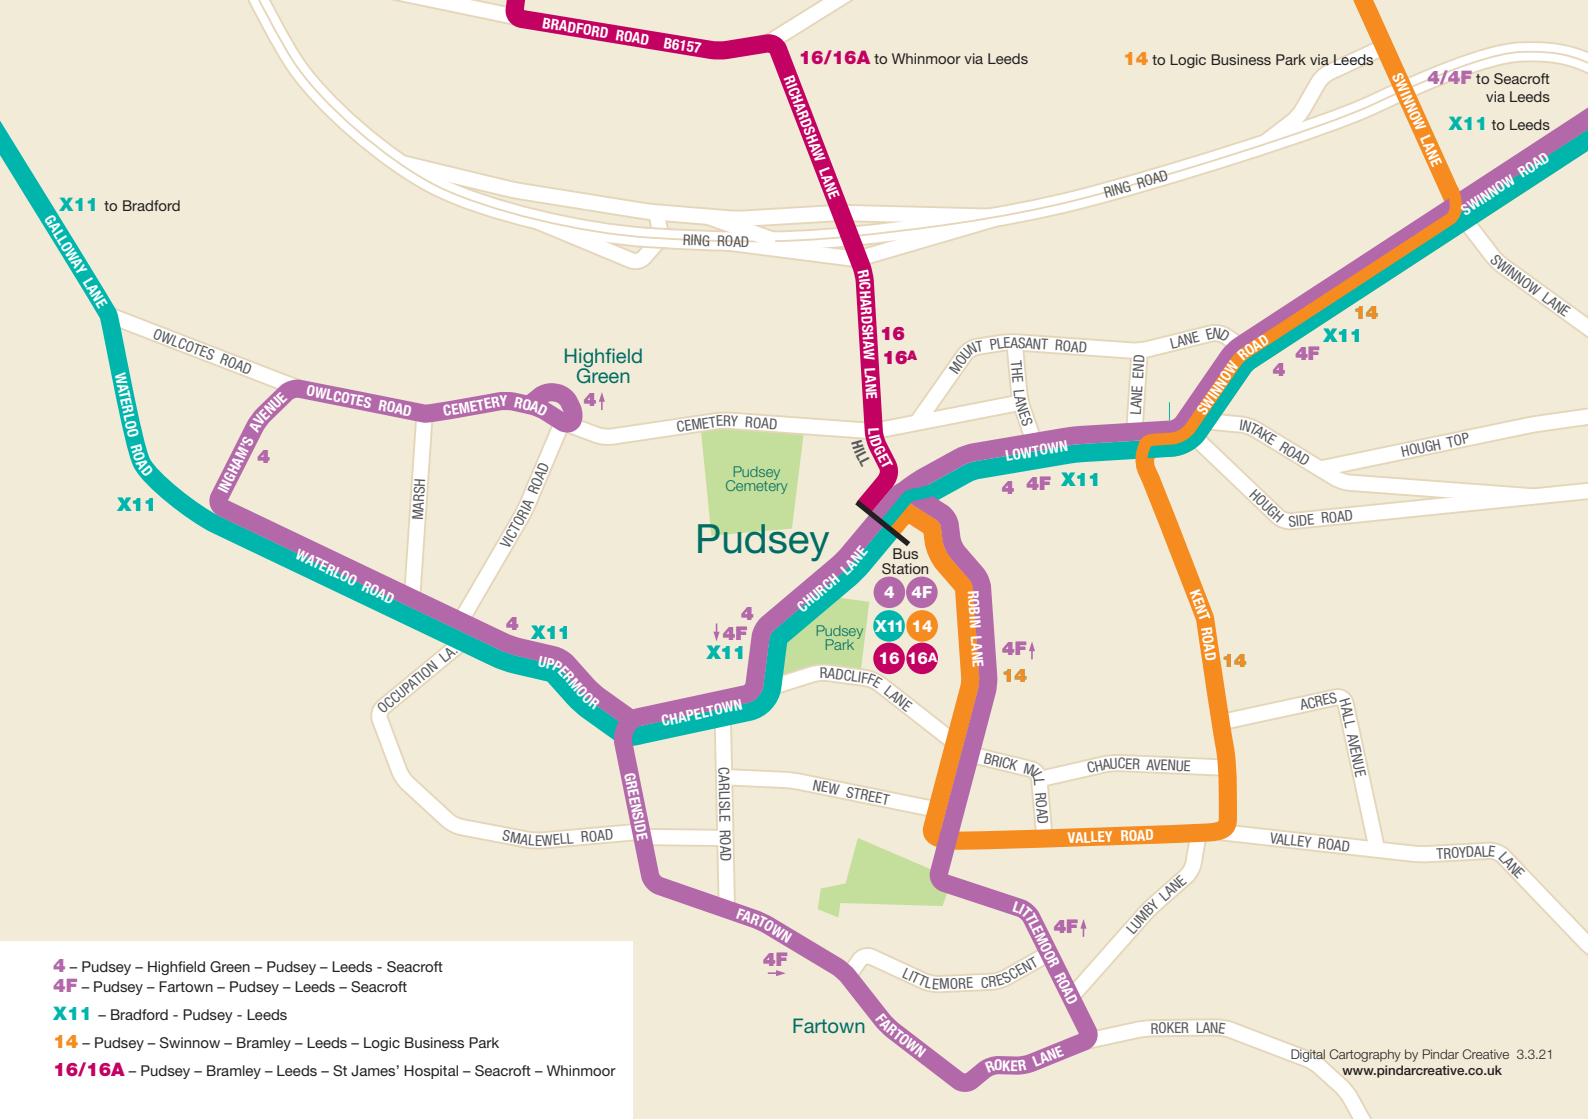 BRADFORD ROAD B6157
16/16A to Whinmoor via Leeds
14 to Logic Business Park via Leeds
4/4F to Seacroft
via Leeds
X11 to Leeds
RICHARDSHAW LANE
SWINNOW LANE
SWINNOW ROAD
RING ROAD
X11 to Bradford
GALLOWAY LANE
RING ROAD
SWINNOW LANE
RICHARDSHAW LANE
16
16A
14
X11
4F
4
SWINNOW ROAD
OWLCOTES ROAD
WATERLOO ROAD
Highfield
Green
4↑
MOUNT PLEASANT ROAD
LANE END
THE LANES
LANE END
OWLCOTES ROAD
CEMETERY ROAD
INGHAM'S AVENUE
4
CEMETERY ROAD
LIDGET
HILL
LOWTOWN
4 4F X11
INTAKE ROAD
HOUGH TOP
HOUGH SIDE ROAD
Pudsey
Cemetery
MARSH
VICTORIA ROAD
X11
Pudsey
WATERLOO ROAD
CHURCH LANE
Bus
Station
4 4F
X11 14
16 16A
ROBIN LANE
KENT ROAD
4
↓4F
X11
Pudsey
Park
4 X11
4F↑
14
14
UPPERMOOR
OCCUPATION LA
RADCLIFFE LANE
CHAPELTOWN
ACRES
HALL AVENUE
BRICK MILL ROAD
CHAUCER AVENUE
GREENSIDE
CARLISLE ROAD
NEW STREET
SMALEWELL ROAD
VALLEY ROAD
VALLEY ROAD
TROYDALE LANE
LUMBY LANE
FARTOWN
LITTLEMOOR ROAD
4F↑
4F
→
LITTLEMORE CRESCENT
Fartown
FARTOWN
ROKER LANE
ROKER LANE
4 – Pudsey – Highfield Green – Pudsey – Leeds - Seacroft
4F – Pudsey – Fartown – Pudsey – Leeds – Seacroft
X11 – Bradford - Pudsey - Leeds
14 – Pudsey – Swinnow – Bramley – Leeds – Logic Business Park
16/16A – Pudsey – Bramley – Leeds – St James' Hospital – Seacroft – Whinmoor
Digital Cartography by Pindar Creative 3.3.21
www.pindarcreative.co.uk